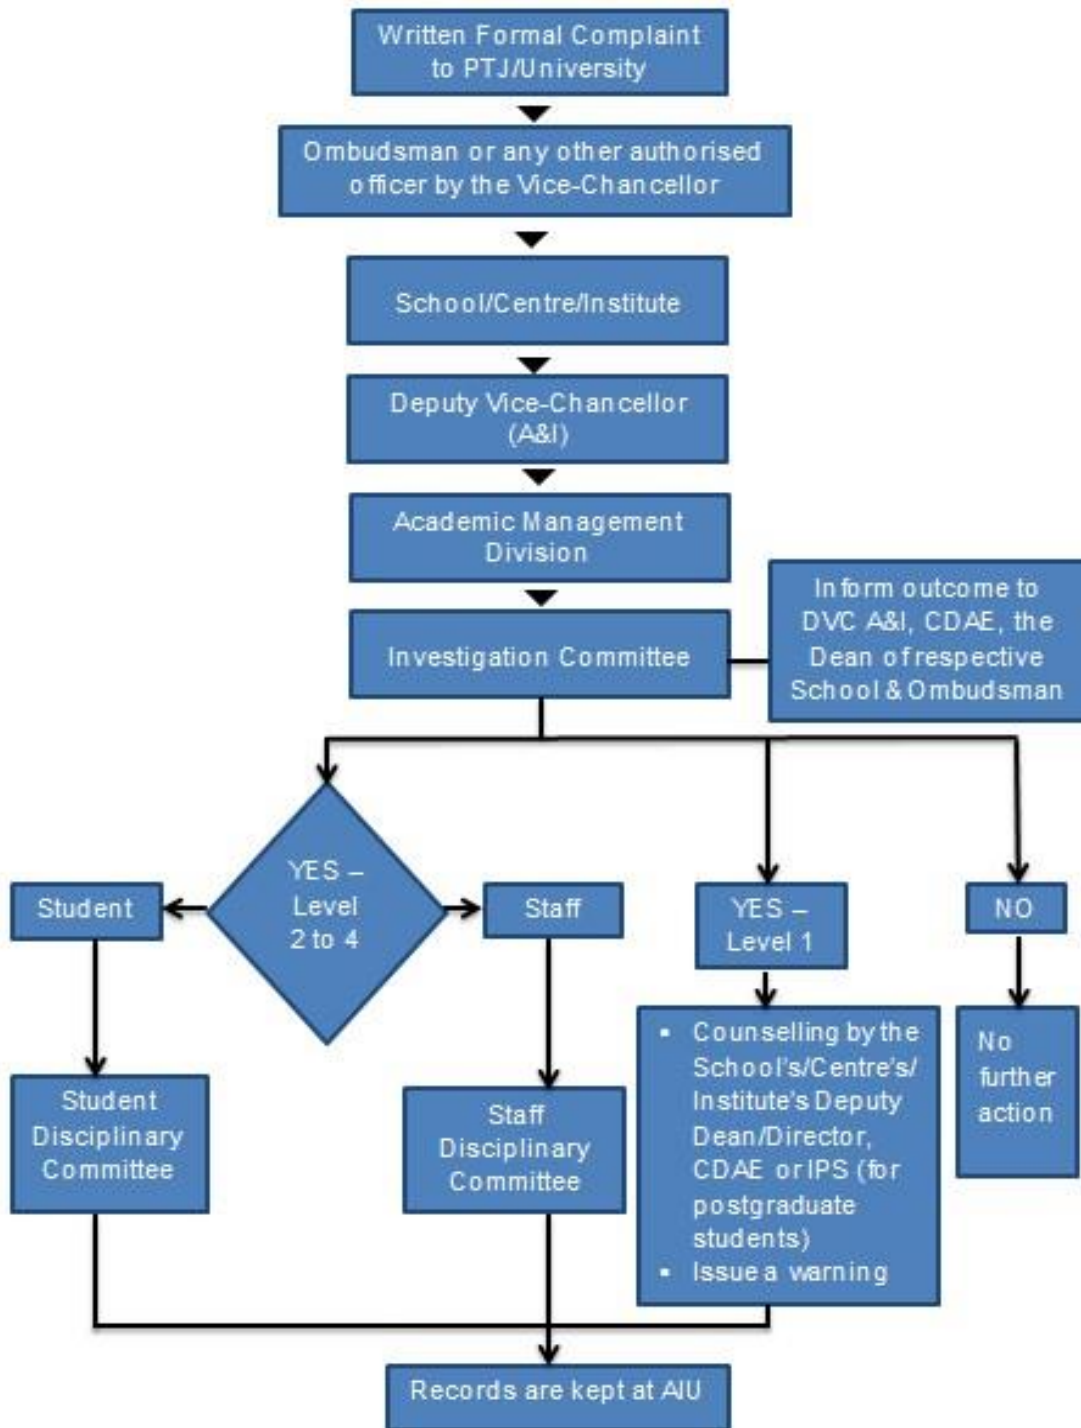 Written Formal Complaint
to PTJ/University
Ombudsman or any other authorised
officer by the Vice-Chancellor
School/Centre/Institute
Deputy Vice-Chancellor
(A&I)
Academic Management
Division
Investigation Committee
Inform outcome to
DVC A&I, CDAE, the
Dean of respective
School & Ombudsman
YES –
Level
2 to 4
Student
Staff
YES –
Level 1
NO
Student
Disciplinary
Committee
Staff
Disciplinary
Committee
▪ Counselling by the
School's/Centre's/
Institute's Deputy
Dean/Director,
CDAE or IPS (for
postgraduate
students)
▪ Issue a warning
No
further
action
Records are kept at AIU